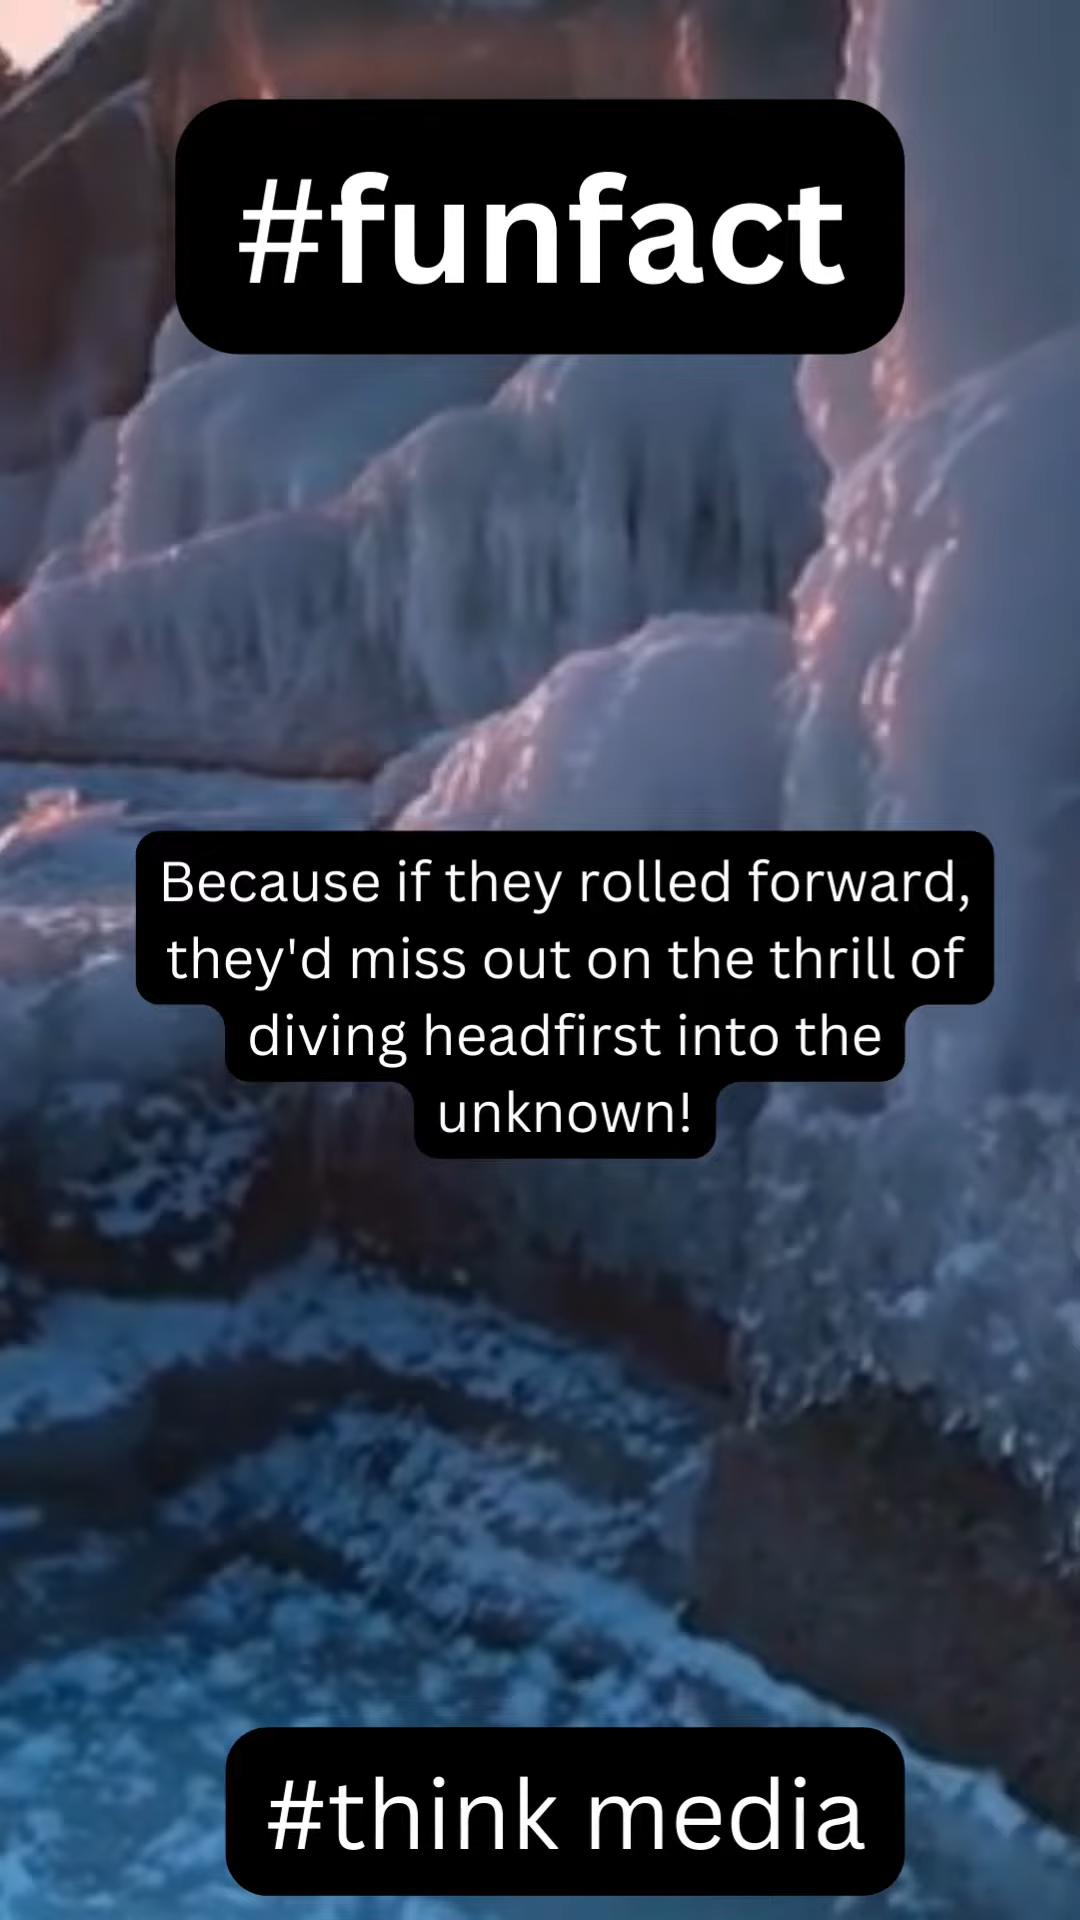 #funfact
Because if they rolled forward,
they'd miss out on the thrill of
diving headfirst into the
unknown!
#think media